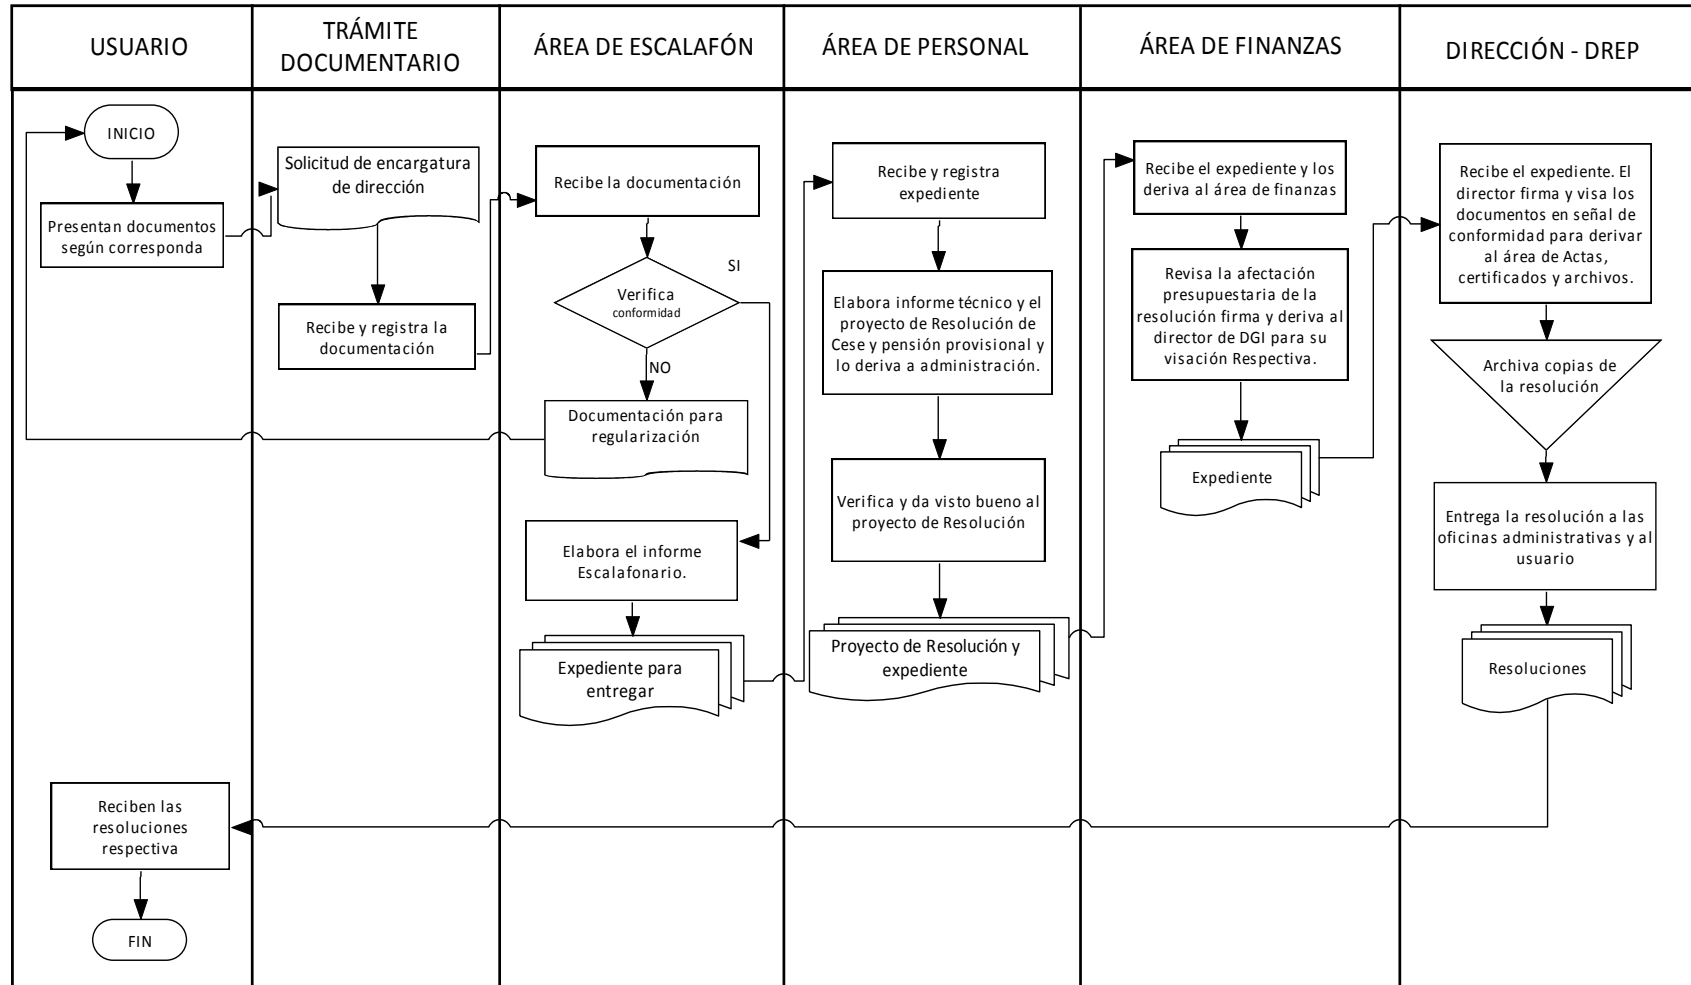 USUARIO
TRÁMITE
DOCUMENTARIO
ÁREA DE ESCALAFÓN
ÁREA DE PERSONAL
ÁREA DE FINANZAS
DIRECCIÓN - DREP
INICIO
Presentan documentos
según corresponda
Solicitud de encargatura
de dirección
Recibe y registra la
documentación
Recibe la documentación
Verifica
conformidad
SI
NO
Documentación para
regularización
Elabora el informe
Escalafonario.
Expediente para
entregar
Recibe y registra
expediente
Elabora informe técnico y el
proyecto de Resolución de
Cese y pensión provisional y
lo deriva a administración.
Verifica y da visto bueno al
proyecto de Resolución
Proyecto de Resolución y
expediente
Recibe el expediente y los
deriva al área de finanzas
Revisa la afectación
presupuestaria de la
resolución firma y deriva al
director de DGI para su
visación Respectiva.
Expediente
Recibe el expediente. El
director firma y visa los
documentos en señal de
conformidad para derivar
al área de Actas,
certificados y archivos.
Archiva copias de
la resolución
Entrega la resolución a las
oficinas administrativas y al
usuario
Resoluciones
Reciben las
resoluciones
respectiva
FIN